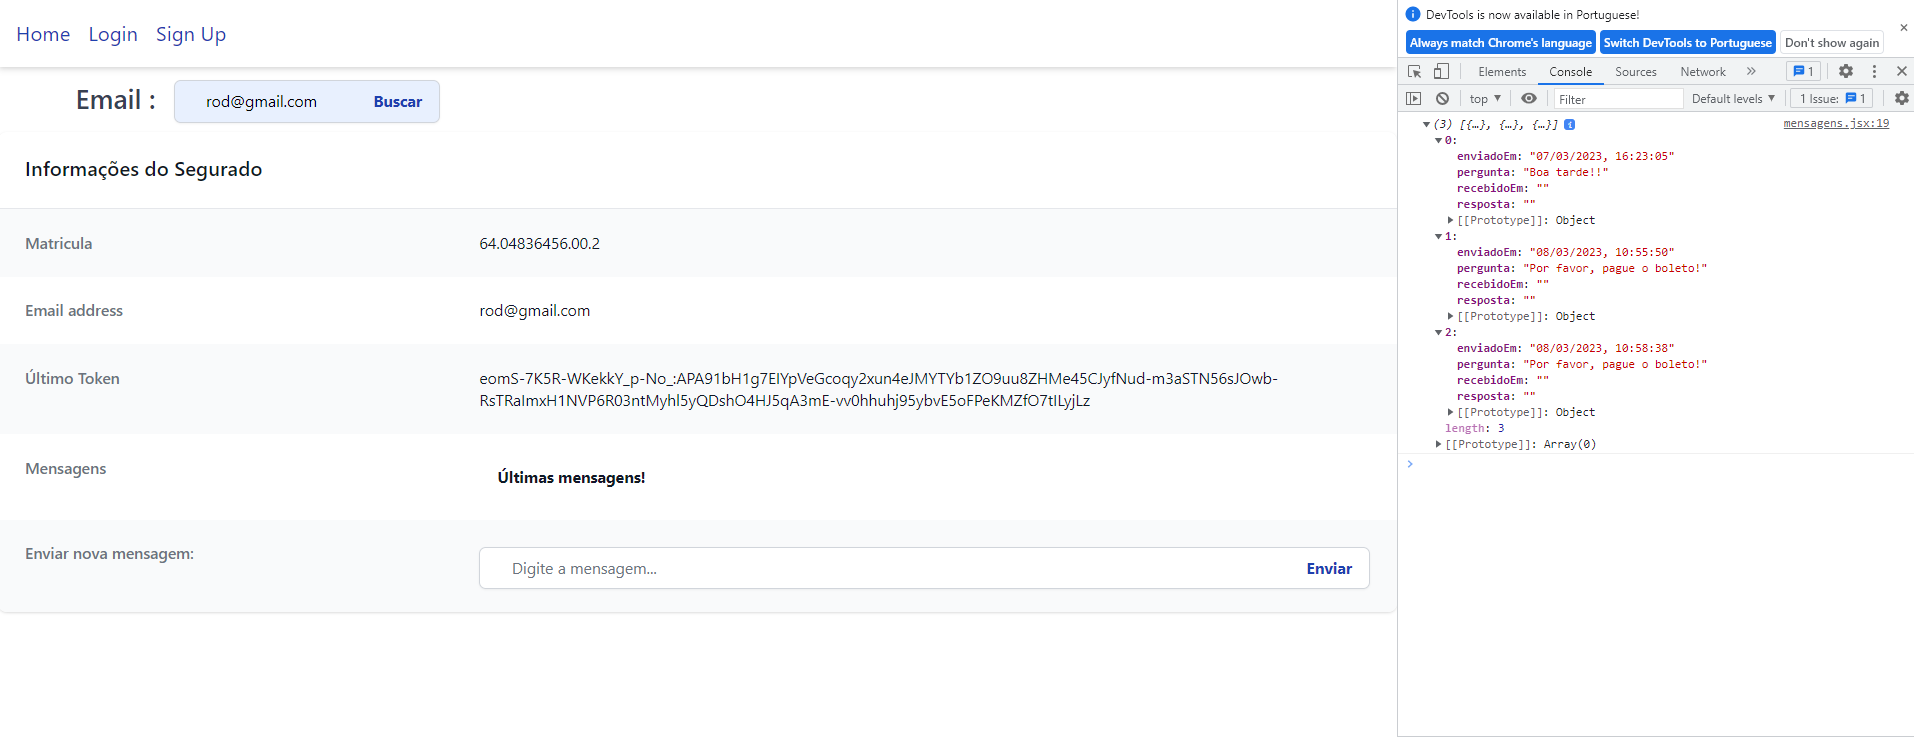 Home Login Sign Up
Email : rod@gmail.com Buscar
Informações do Segurado
Matricula 64.04836456.00.2
Email address rod@gmail.com
Último Token eomS-7K5R-WKekkY_p-No_:APA91bH1g7EIYpVeGcoqy2xun4eJMYTYb1ZO9uu8ZHMe45CJyfNud-m3aSTN56sJOwb-
RsTRaImxH1NVP6R03ntMyhl5yQDshO4HJ5qA3mE-vv0hhuhj95ybvE5oFPeKMZfO7tILyjLz
Mensagens Últimas mensagens!
Enviar nova mensagem: Digite a mensagem... Enviar
DevTools is now available in Portuguese!
Always match Chrome's language Switch DevTools to Portuguese Don't show again
Elements Console Sources Network » 1
top Filter Default levels 1 Issue: 1
(3) [{…}, {…}, {…}] mensagens.jsx:19
0:
enviadoEm: "07/03/2023, 16:23:05"
pergunta: "Boa tarde!!"
recebidoEm: ""
resposta: ""
[[Prototype]]: Object
1:
enviadoEm: "08/03/2023, 10:55:50"
pergunta: "Por favor, pague o boleto!"
recebidoEm: ""
resposta: ""
[[Prototype]]: Object
2:
enviadoEm: "08/03/2023, 10:58:38"
pergunta: "Por favor, pague o boleto!"
recebidoEm: ""
resposta: ""
[[Prototype]]: Object
length: 3
[[Prototype]]: Array(0)